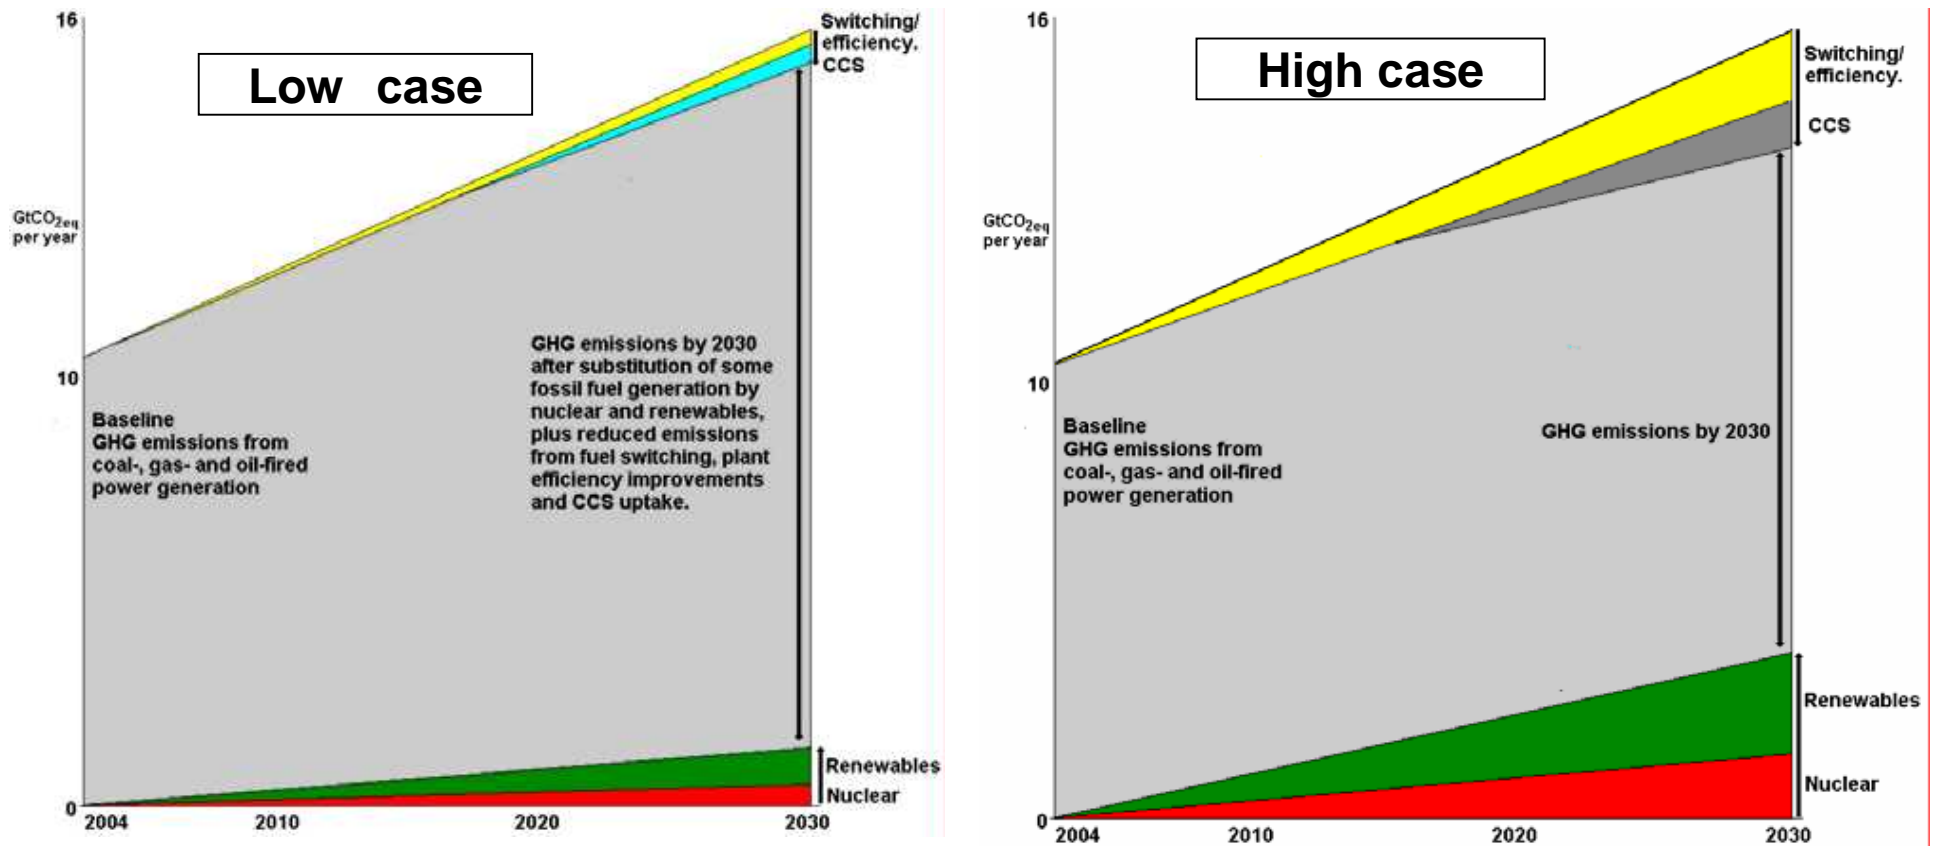 16
Low case
Switching/
efficiency.
CCS
GtCO2eq
per year
10
Baseline
GHG emissions from
coal-, gas- and oil-fired
power generation
GHG emissions by 2030
after substitution of some
fossil fuel generation by
nuclear and renewables,
plus reduced emissions
from fuel switching, plant
efficiency improvements
and CCS uptake.
Renewables
Nuclear
0
2004 2010 2020 2030
16
High case
Switching/
efficiency.
CCS
GtCO2eq
per year
10
Baseline
GHG emissions from
coal-, gas- and oil-fired
power generation
GHG emissions by 2030
Renewables
Nuclear
0
2004 2010 2020 2030